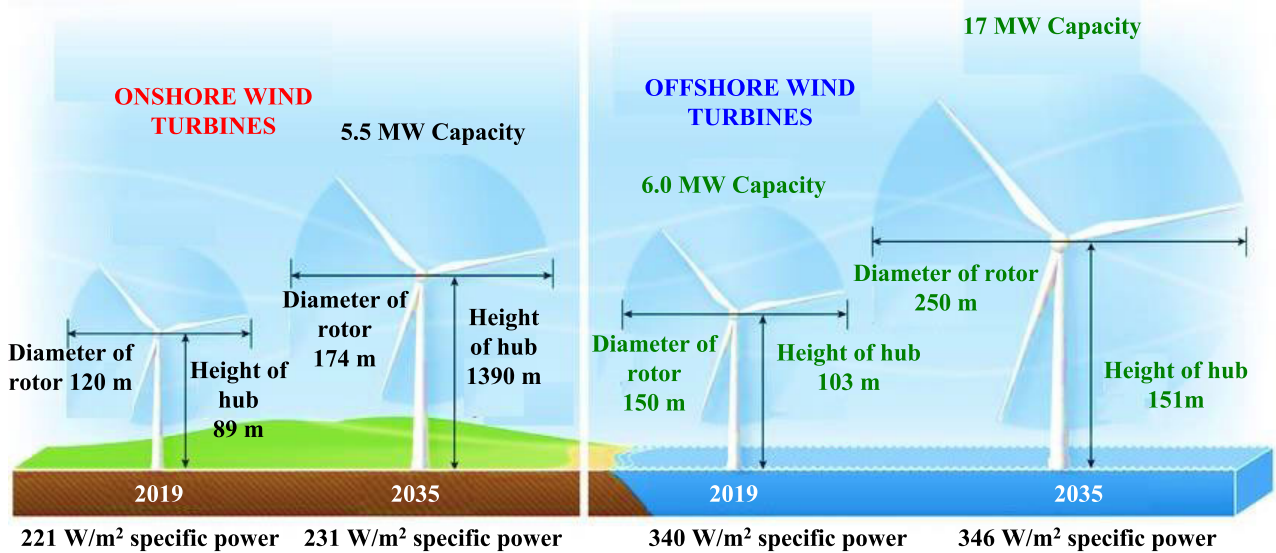 17 MW Capacity
ONSHORE WIND
TURBINES
OFFSHORE WIND
TURBINES
5.5 MW Capacity
6.0 MW Capacity
Diameter of
rotor 120 m
Height of
hub
89 m
Diameter of
rotor
174 m
Height
of hub
1390 m
Diameter of
rotor
150 m
Height of hub
103 m
Diameter of rotor
250 m
Height of hub
151m
2019
2035
2019
2035
221 W/m² specific power
231 W/m² specific power
340 W/m² specific power
346 W/m² specific power